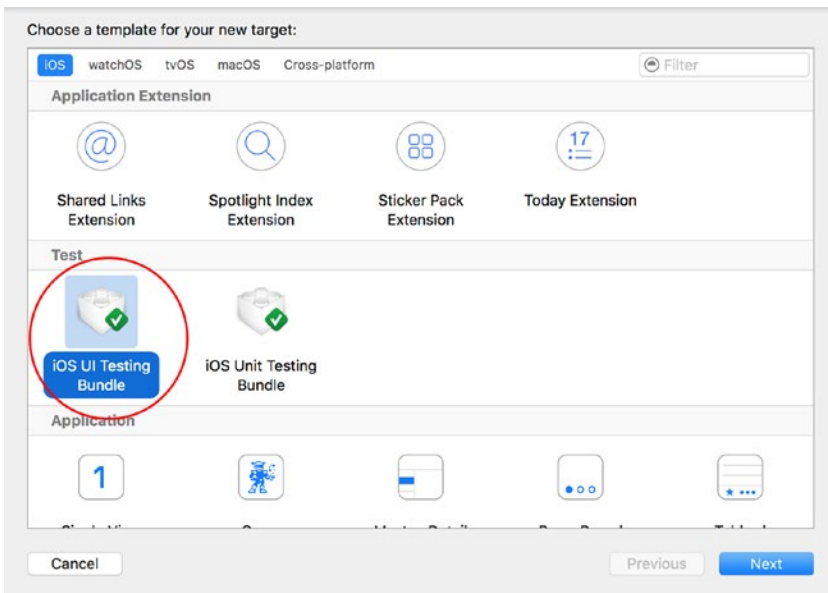 Choose a template for your new target:
iOS watchOS tvOS macOS Cross-platform Filter
Application Extension
17
Shared Links Spotlight Index Sticker Pack Today Extension
Extension Extension Extension
Test
iOS UI Testing iOS Unit Testing
Bundle Bundle
Application
1
Cancel Previous Next